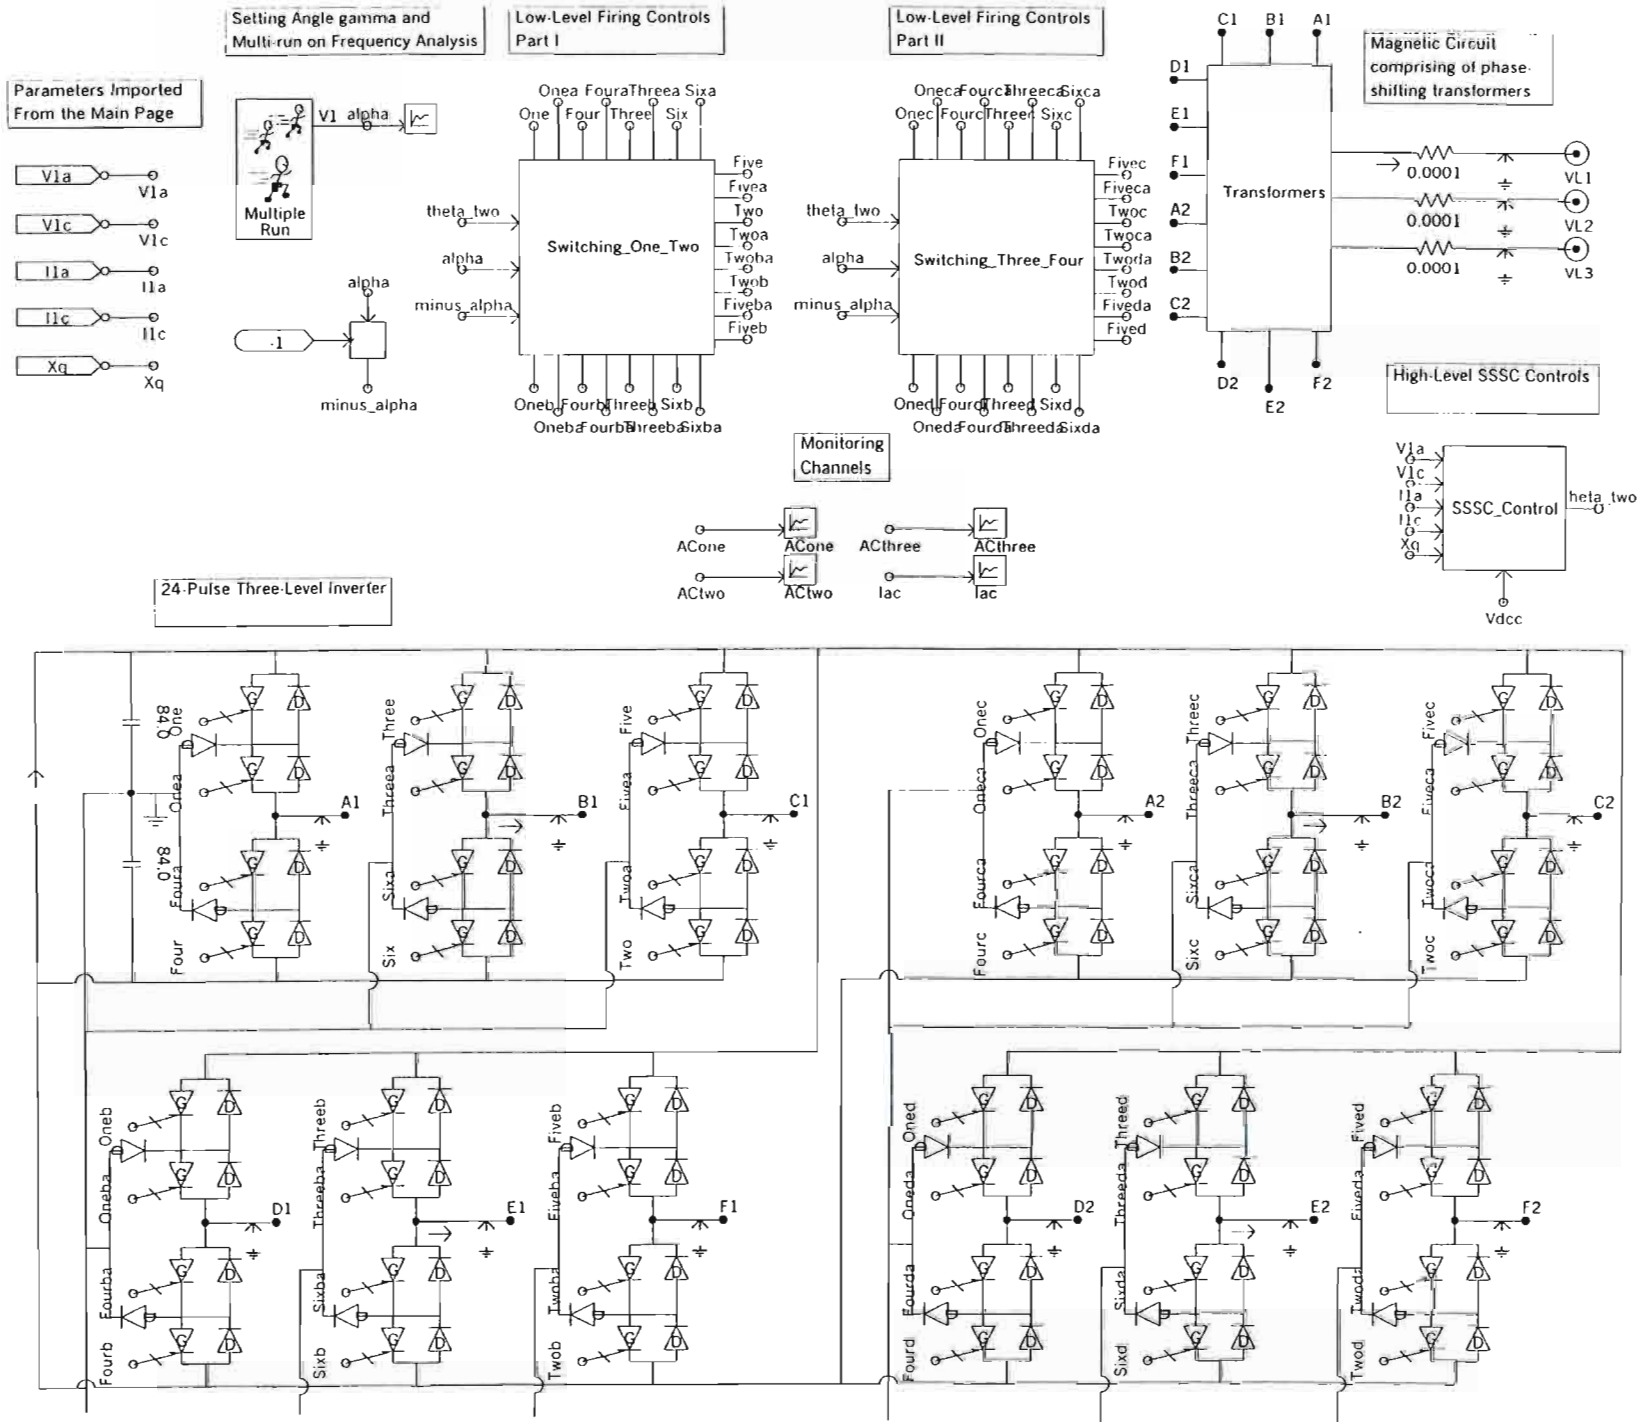 Setting Angle gamma and
Multi-run on Frequency Analysis
Low-Level Firing Controls
Part I
Low-Level Firing Controls
Part II
Magnetic Circuit
comprising of phase-
shifting transformers
Parameters Imported
From the Main Page
V1a
V1a
V1c
V1c
I1a
I1a
I1c
I1c
Xq
Xq
V1 alpha
Multiple
Run
alpha
-1
minus_alpha
Onea Foura Threea Sixa
One Four Three Six
Five
Fivea
Two
Twoa
Twoba
Twob
Fiveba
Fiveb
theta_two
alpha
minus_alpha
Switching_One_Two
Oneb Fourb Threeb Sixb
Oneba Fourba Threeba Sixba
Oneca Fourca Threeca Sixca
Onec Fourc Threec Sixc
Fivec
Fiveca
Twoc
Twoca
Twoda
Twod
Fiveda
Fived
theta_two
alpha
minus_alpha
Switching_Three_Four
Oned Fourd Threed Sixd
Oneda Fourda Threeda Sixda
C1 B1 A1
D1
E1
F1
A2
B2
C2
Transformers
D2
E2
F2
0.0001
VL1
0.0001
VL2
0.0001
VL3
High-Level SSSC Controls
V1a
V1c
I1a
I1c
Xq
SSSC_Control
heta_two
Vdcc
Monitoring
Channels
ACone ACone
ACthree ACthree
ACtwo ACtwo
Iac Iac
24-Pulse Three-Level Inverter
84.0
84.0
One
Onea
Foura
Four
G D
G D
G D
G D
A1
Three
Threea
Sixa
Six
G D
G D
G D
G D
B1
Five
Fivea
Twoa
Two
G D
G D
G D
G D
C1
Onec
Oneca
Fourca
Fourc
G D
G D
G D
G D
A2
Threec
Threeca
Sixca
Sixc
G D
G D
G D
G D
B2
Fivec
Fiveca
Twoca
Twoc
G D
G D
G D
G D
C2
Oneb
Oneba
Fourba
Fourb
G D
G D
G D
G D
D1
Threeb
Threeba
Sixba
Sixb
G D
G D
G D
G D
E1
Fiveb
Fiveba
Twoba
Twob
G D
G D
G D
G D
F1
Oned
Oneda
Fourda
Fourd
G D
G D
G D
G D
D2
Threed
Threeda
Sixda
Sixd
G D
G D
G D
G D
E2
Fived
Fiveda
Twoda
Twod
G D
G D
G D
G D
F2